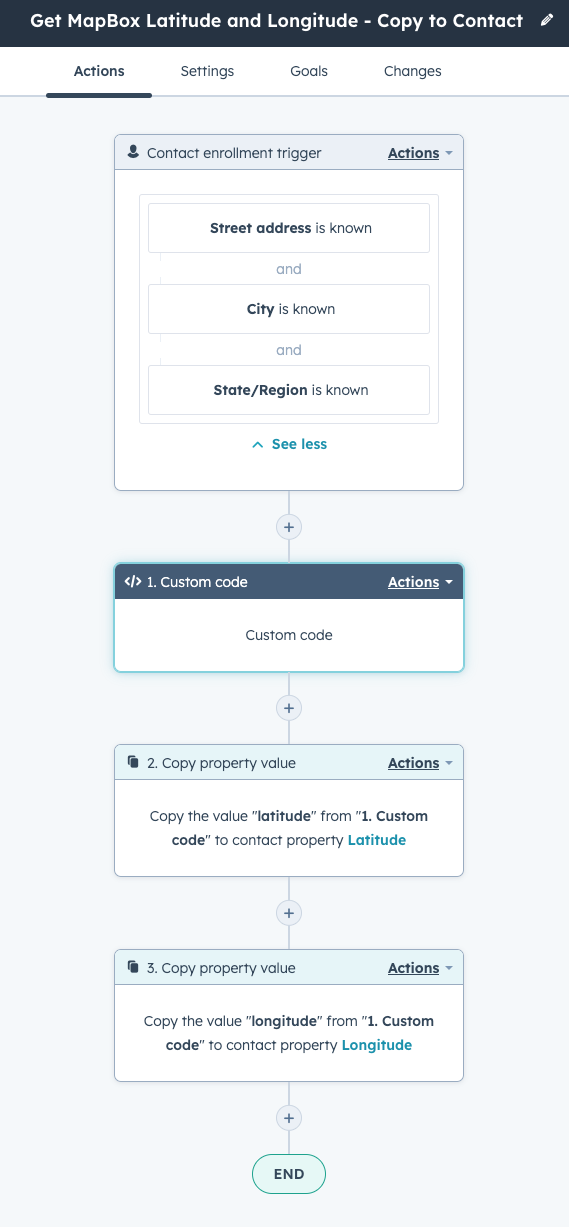 Get MapBox Latitude and Longitude - Copy to Contact
Actions Settings Goals Changes
Contact enrollment trigger Actions
Street address is known
and
City is known
and
State/Region is known
See less
+
</> 1. Custom code Actions
Custom code
+
2. Copy property value Actions
Copy the value "latitude" from "1. Custom
code" to contact property Latitude
+
3. Copy property value Actions
Copy the value "longitude" from "1. Custom
code" to contact property Longitude
+
END